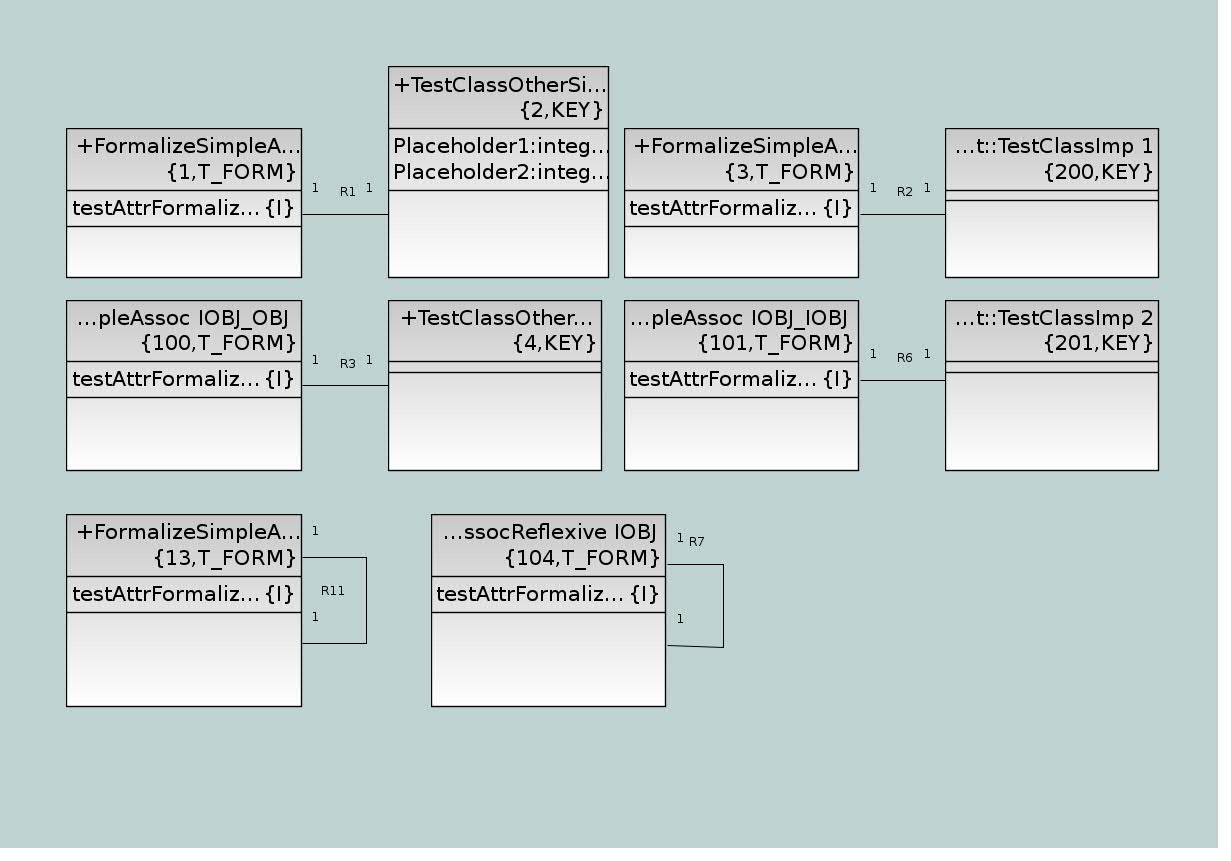 +TestClassOtherSi...
{2,KEY}
Placeholder1:integ...
Placeholder2:integ...
+FormalizeSimpleA...
{1,T_FORM}
testAttrFormaliz... {I}
1 R1 1
+FormalizeSimpleA...
{3,T_FORM}
testAttrFormaliz... {I}
1 R2 1
...t::TestClassImp 1
{200,KEY}
...pleAssoc IOBJ_OBJ
{100,T_FORM}
testAttrFormaliz... {I}
1 R3 1
+TestClassOther...
{4,KEY}
...pleAssoc IOBJ_IOBJ
{101,T_FORM}
testAttrFormaliz... {I}
1 R6 1
...t::TestClassImp 2
{201,KEY}
+FormalizeSimpleA...
{13,T_FORM}
testAttrFormaliz... {I}
1
R11
1
...ssocReflexive IOBJ
{104,T_FORM}
testAttrFormaliz... {I}
1 R7
1